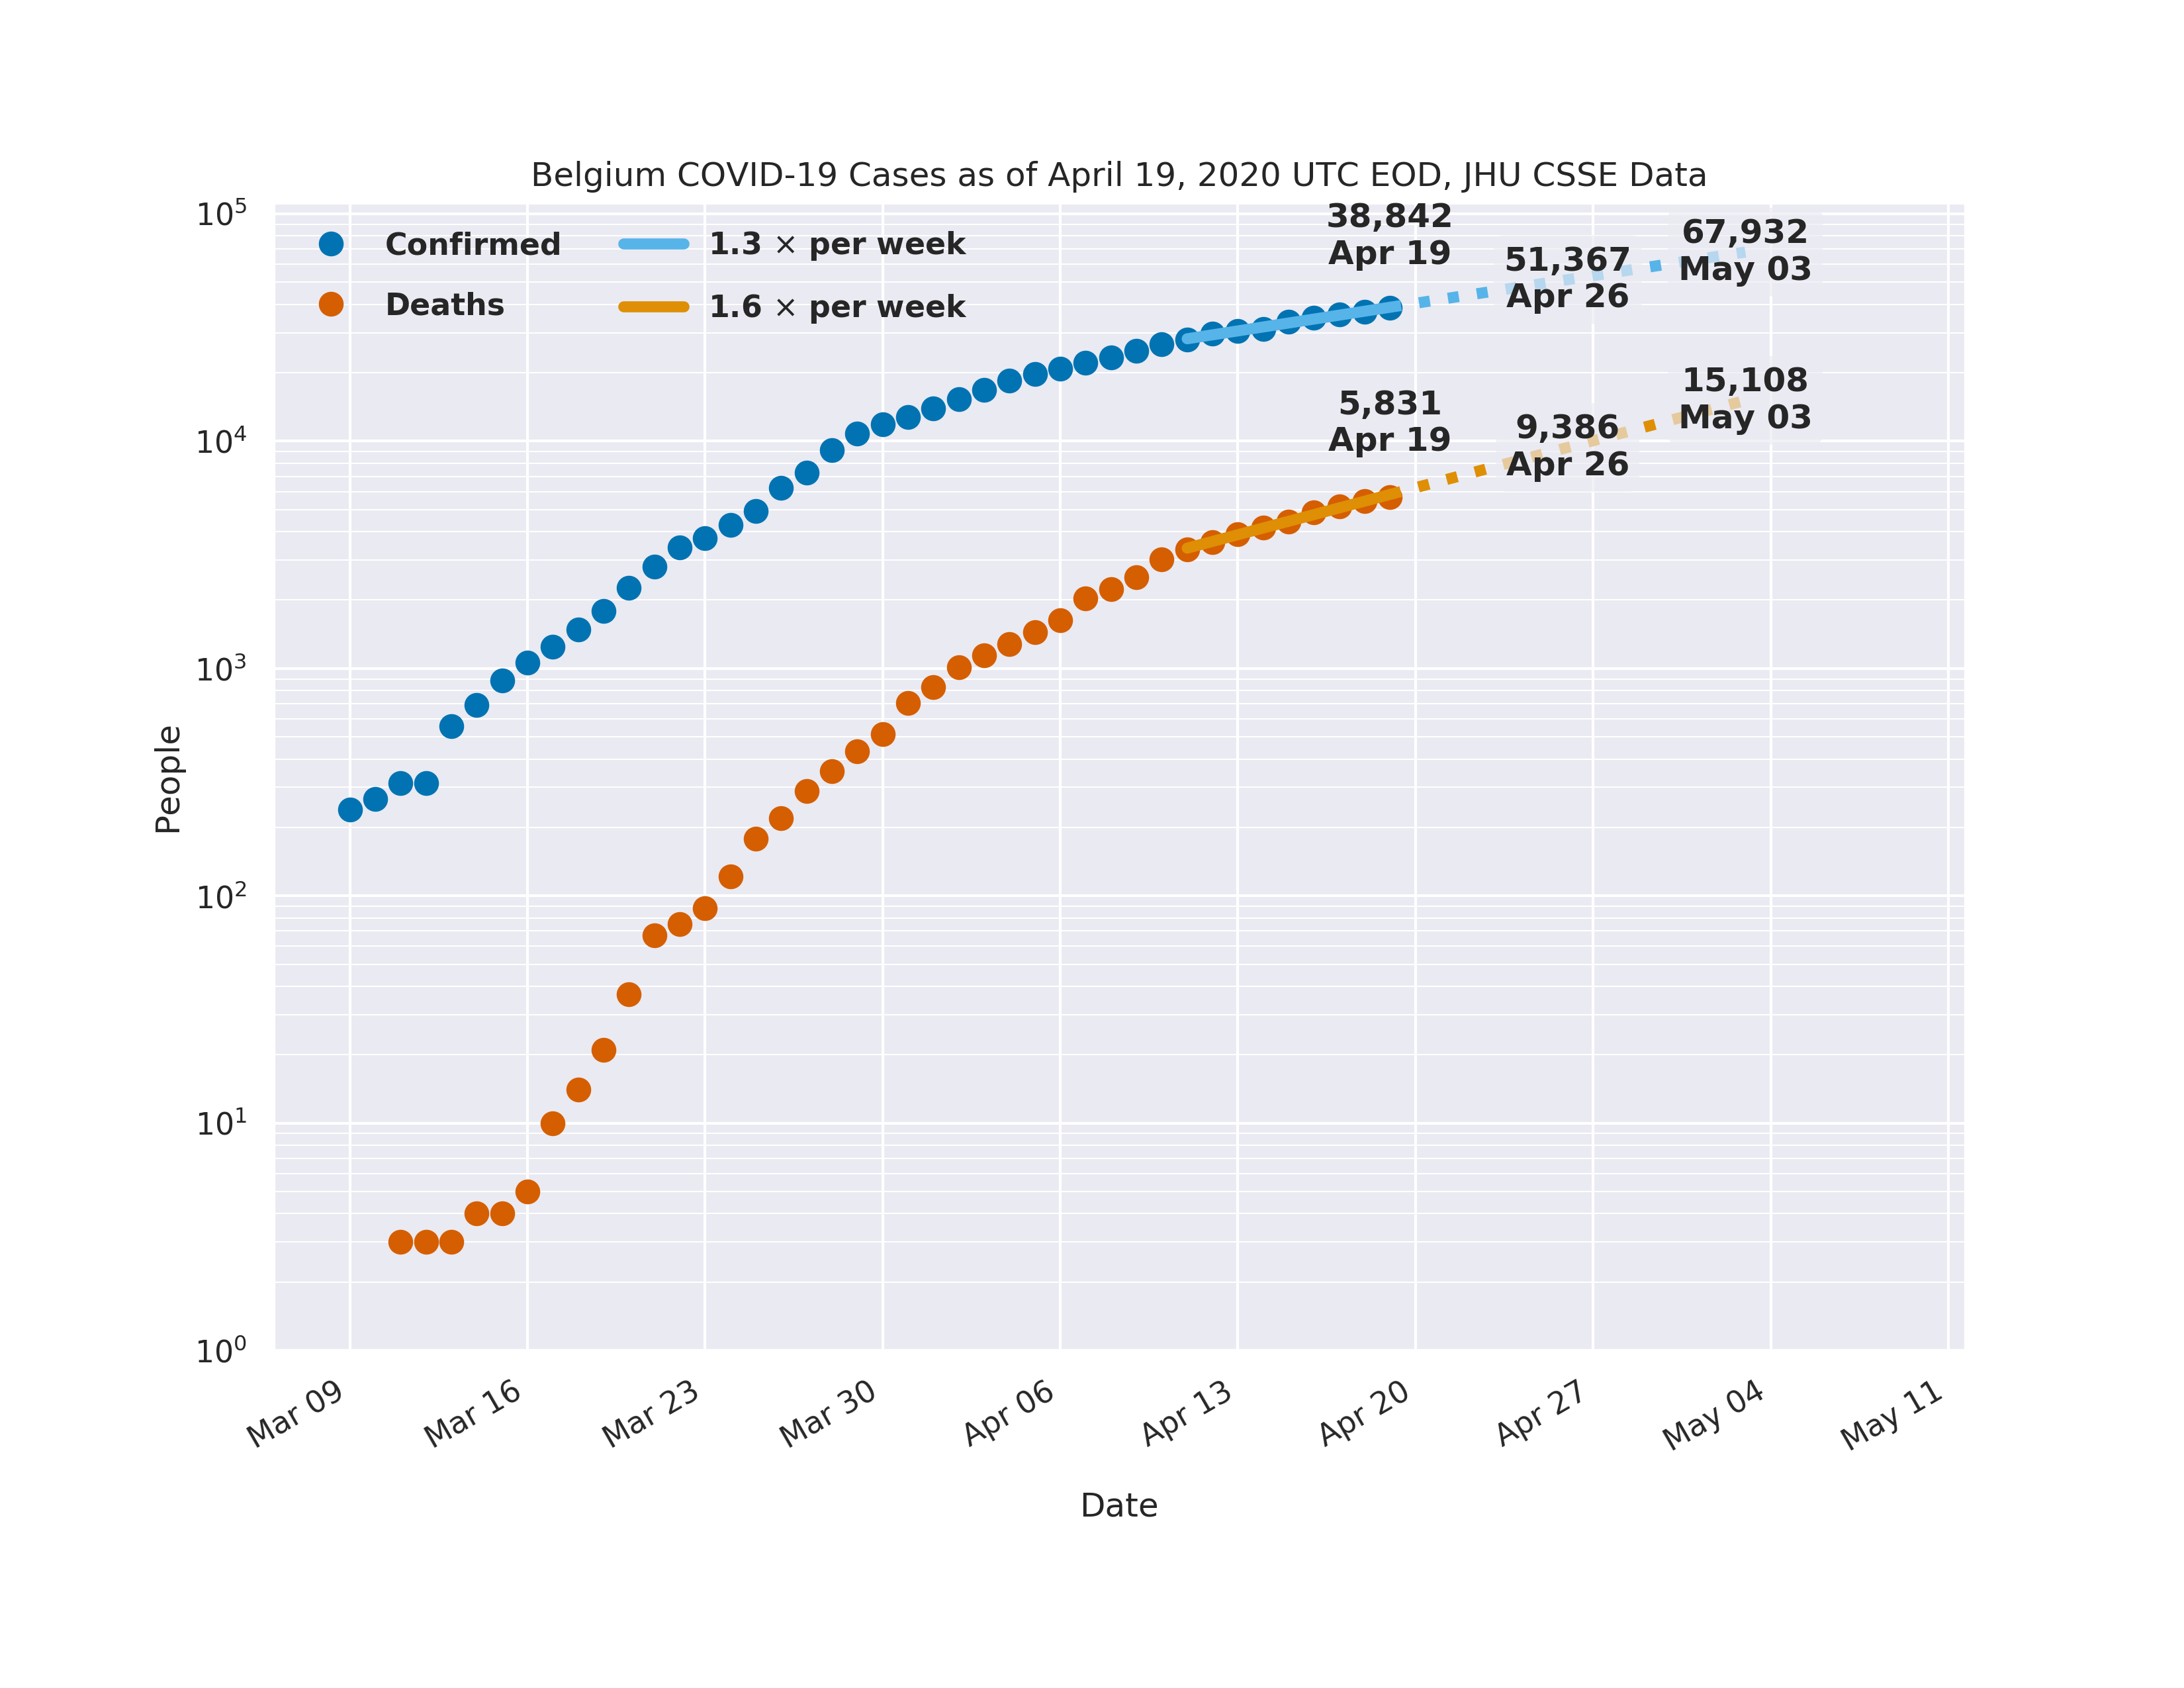 Belgium COVID-19 Cases as of April 19, 2020 UTC EOD, JHU CSSE Data
Confirmed
Deaths
1.3 × per week
1.6 × per week
38,842
Apr 19
51,367
Apr 26
67,932
May 03
5,831
Apr 19
9,386
Apr 26
15,108
May 03
10⁵
10⁴
10³
10²
10¹
10⁰
People
Mar 09
Mar 16
Mar 23
Mar 30
Apr 06
Apr 13
Apr 20
Apr 27
May 04
May 11
Date